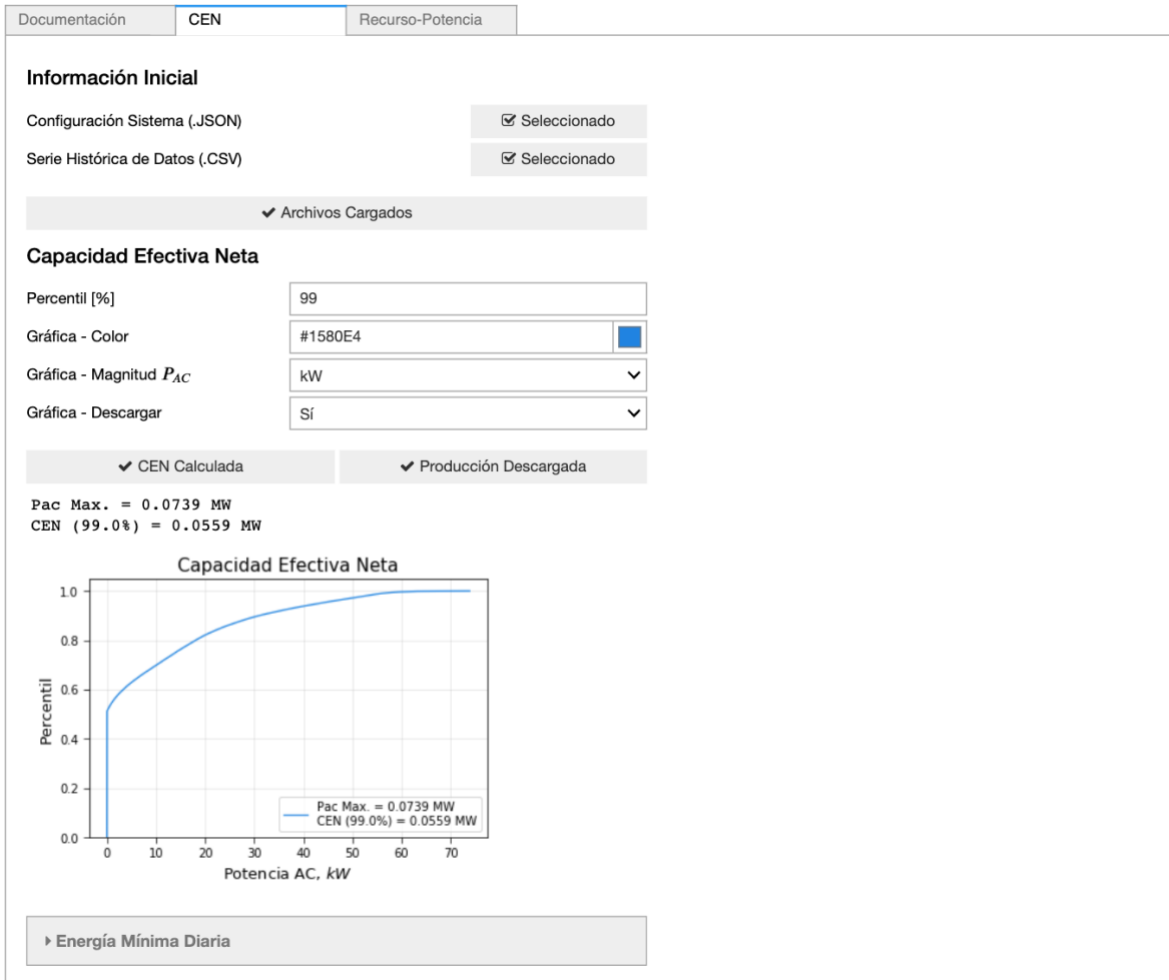 Documentación CEN Recurso-Potencia
Información Inicial
Configuración Sistema (.JSON) Seleccionado
Serie Histórica de Datos (.CSV) Seleccionado
Archivos Cargados
Capacidad Efectiva Neta
Percentil [%] 99
Gráfica - Color #1580E4
Gráfica - Magnitud P_AC kW
Gráfica - Descargar Sí
CEN Calculada Producción Descargada
Pac Max. = 0.0739 MW
CEN (99.0%) = 0.0559 MW
Capacidad Efectiva Neta
1.0
0.8
0.6
0.4
0.2
0.0
Percentil
Pac Max. = 0.0739 MW
CEN (99.0%) = 0.0559 MW
0 10 20 30 40 50 60 70
Potencia AC, kW
Energía Mínima Diaria